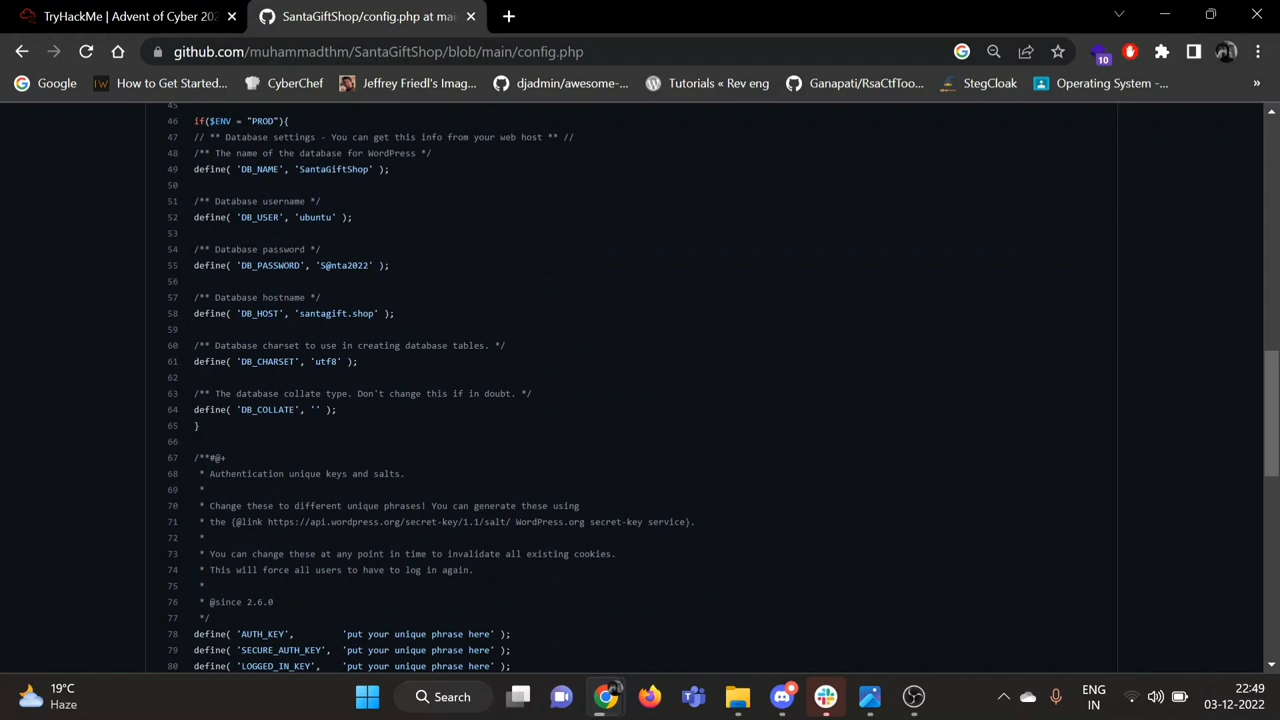 TryHackMe | Advent of Cyber 202
SantaGiftShop/config.php at mai
github.com/muhammadthm/SantaGiftShop/blob/main/config.php
10
Google
How to Get Started...
CyberChef
Jeffrey Friedl's Imag...
djadmin/awesome-...
Tutorials « Rev eng
Ganapati/RsaCtfToo...
StegCloak
Operating System -...
»
45
46 if($ENV = "PROD"){
47 // ** Database settings - You can get this info from your web host ** //
48 /** The name of the database for WordPress */
49 define( 'DB_NAME', 'SantaGiftShop' );
50
51 /** Database username */
52 define( 'DB_USER', 'ubuntu' );
53
54 /** Database password */
55 define( 'DB_PASSWORD', 'S@nta2022' );
56
57 /** Database hostname */
58 define( 'DB_HOST', 'santagift.shop' );
59
60 /** Database charset to use in creating database tables. */
61 define( 'DB_CHARSET', 'utf8' );
62
63 /** The database collate type. Don't change this if in doubt. */
64 define( 'DB_COLLATE', '' );
65 }
66
67 /**#@+
68 * Authentication unique keys and salts.
69 *
70 * Change these to different unique phrases! You can generate these using
71 * the {@link https://api.wordpress.org/secret-key/1.1/salt/ WordPress.org secret-key service}.
72 *
73 * You can change these at any point in time to invalidate all existing cookies.
74 * This will force all users to have to log in again.
75 *
76 * @since 2.6.0
77 */
78 define( 'AUTH_KEY', 'put your unique phrase here' );
79 define( 'SECURE_AUTH_KEY', 'put your unique phrase here' );
80 define( 'LOGGED_IN_KEY', 'put your unique phrase here' );
19°C
Haze
Search
ENG
IN
22:49
03-12-2022